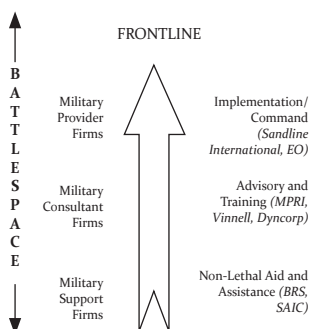 FRONTLINE
BATTLESPACE
Military
Provider
Firms
Implementation/
Command
(Sandline
International, EO)
Military
Consultant
Firms
Advisory and
Training (MPRI,
Vinnell, Dyncorp)
Military
Support
Firms
Non-Lethal Aid and
Assistance (BRS,
SAIC)